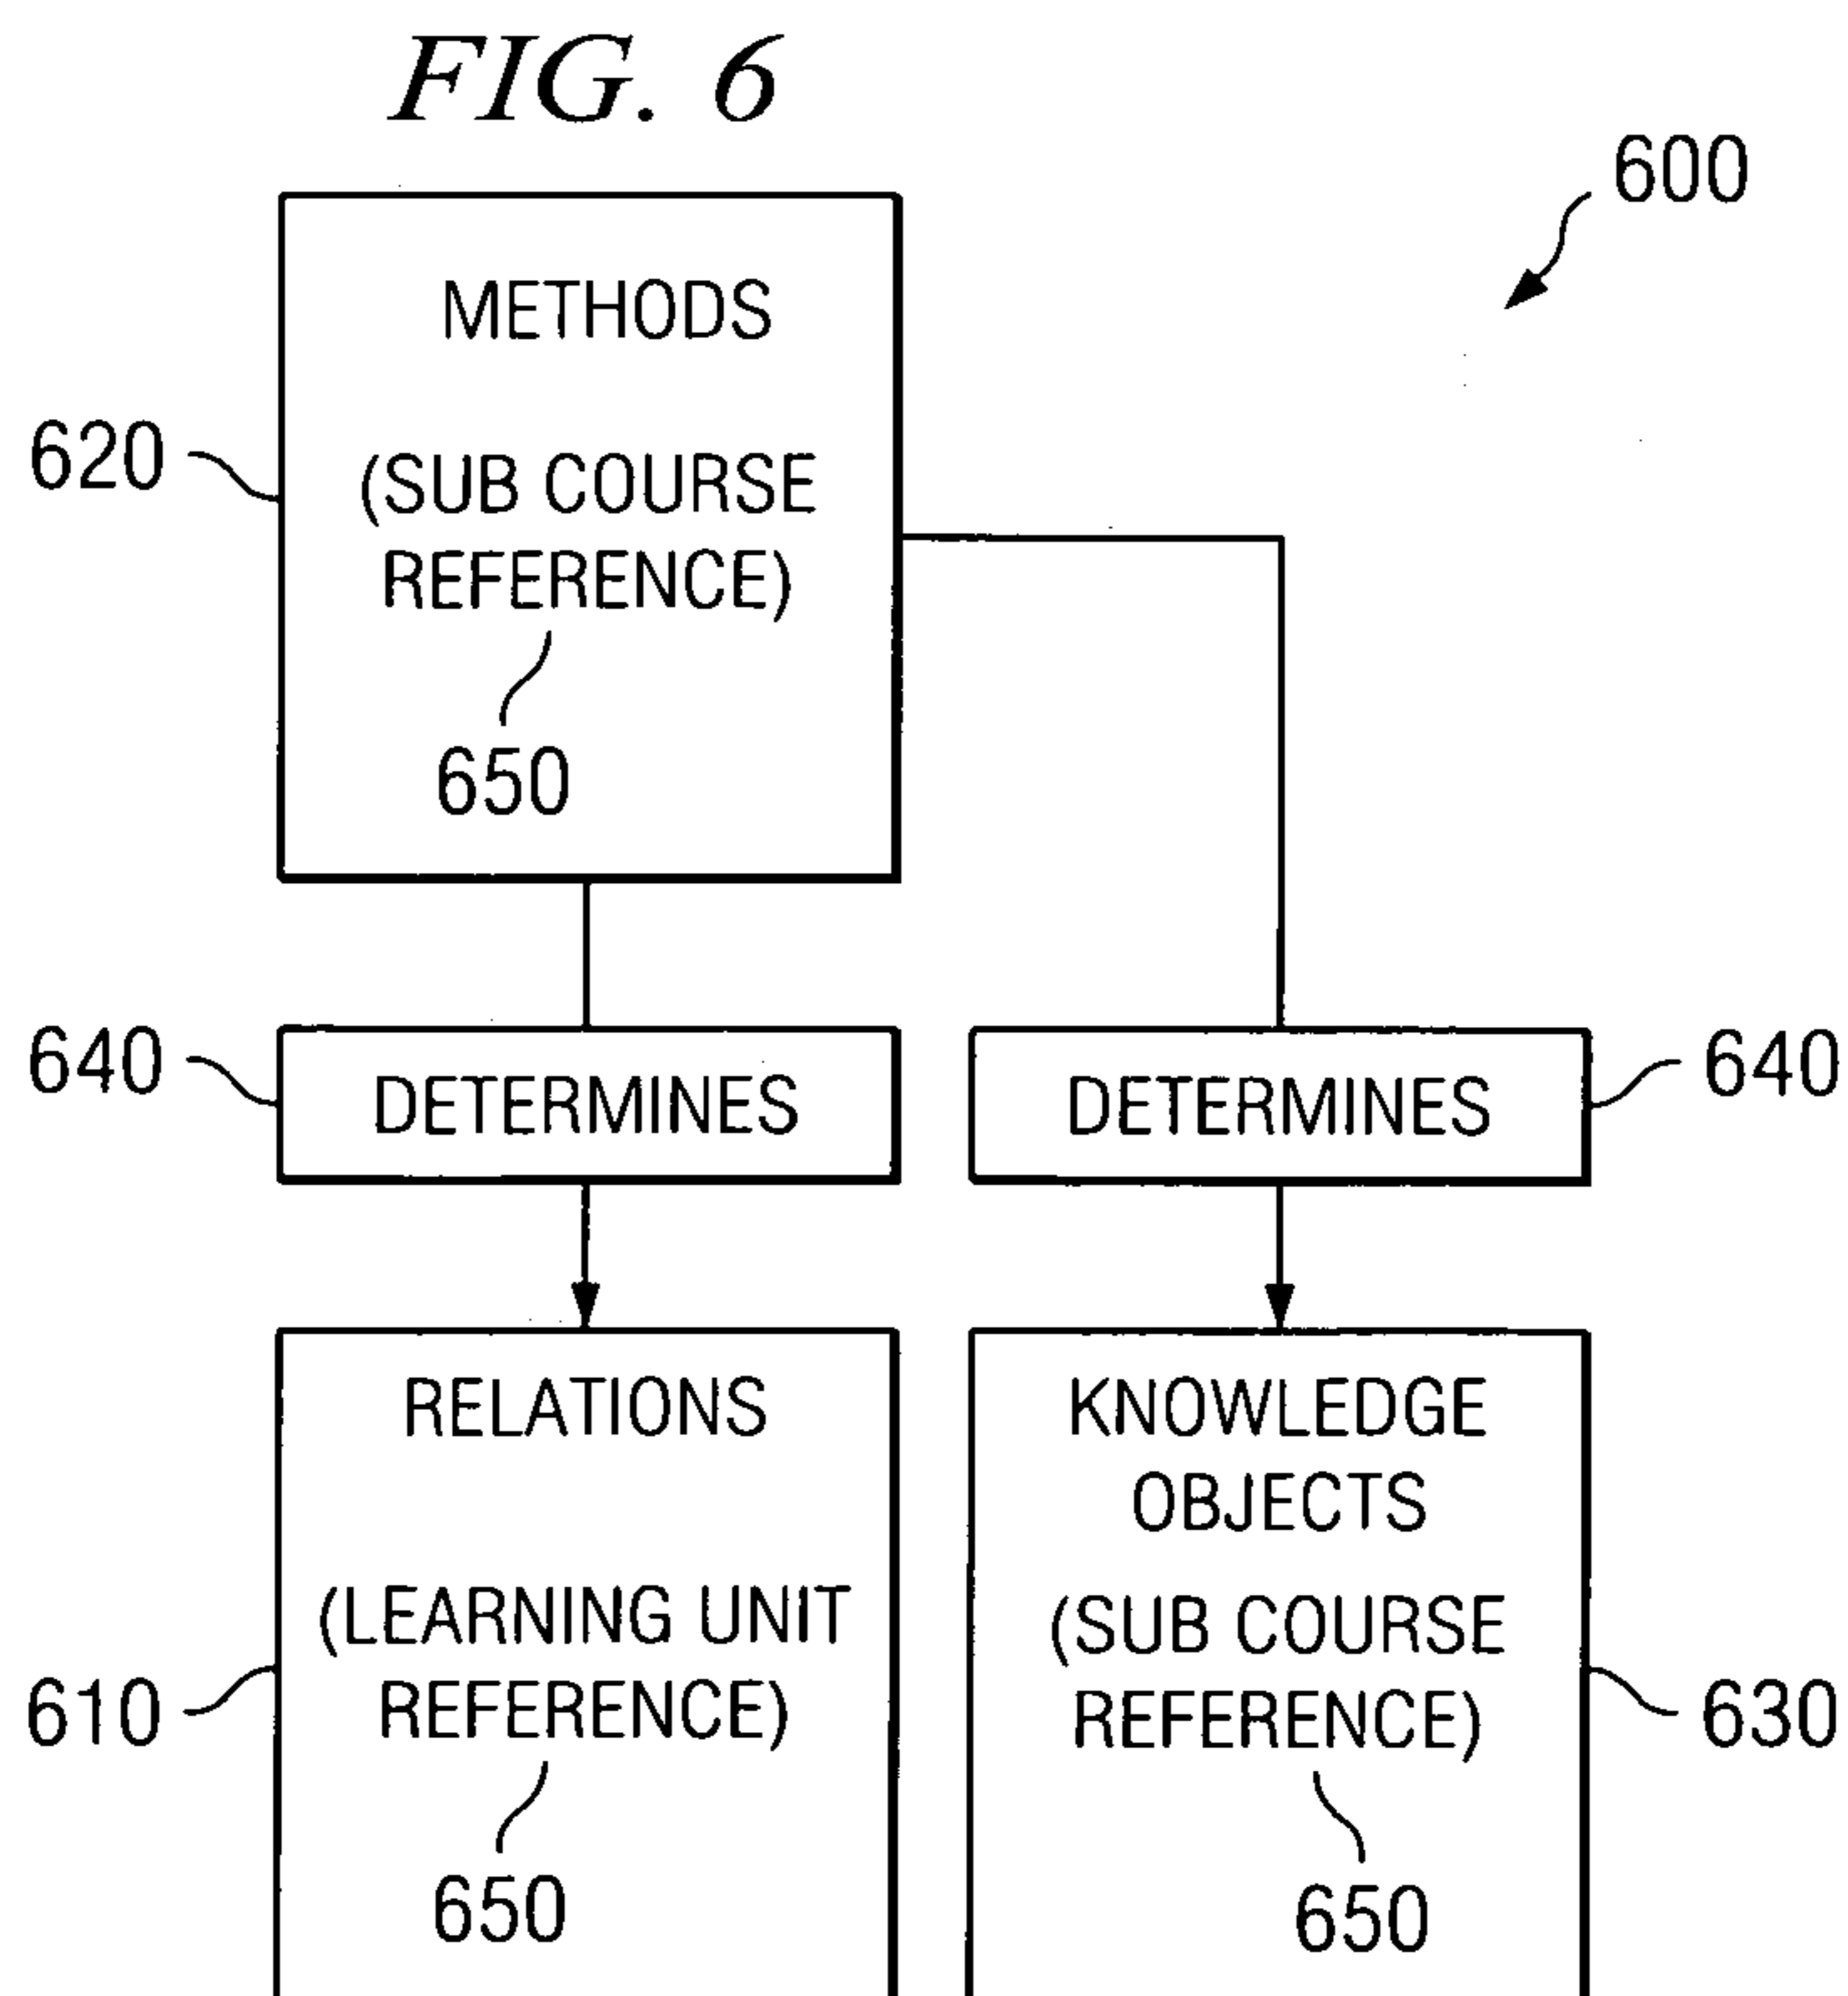 FIG. 6
600
METHODS
620
(SUB COURSE
REFERENCE)
650
640
DETERMINES
DETERMINES
640
RELATIONS
(LEARNING UNIT
REFERENCE)
610
650
KNOWLEDGE
OBJECTS
(SUB COURSE
REFERENCE)
630
650